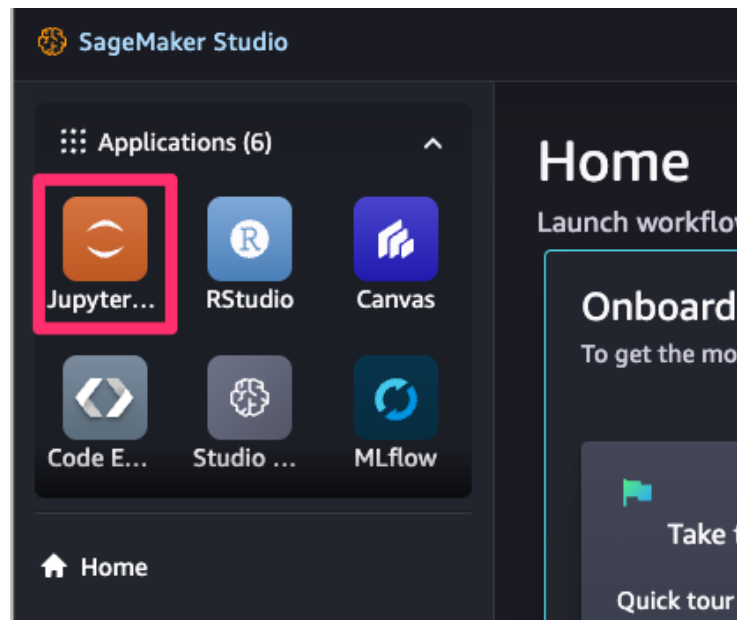 SageMaker Studio
Applications (6)
Jupyter...
RStudio
Canvas
Code E...
Studio ...
MLflow
Home
Home
Launch workflo
Onboard
To get the mo
Take
Quick tour